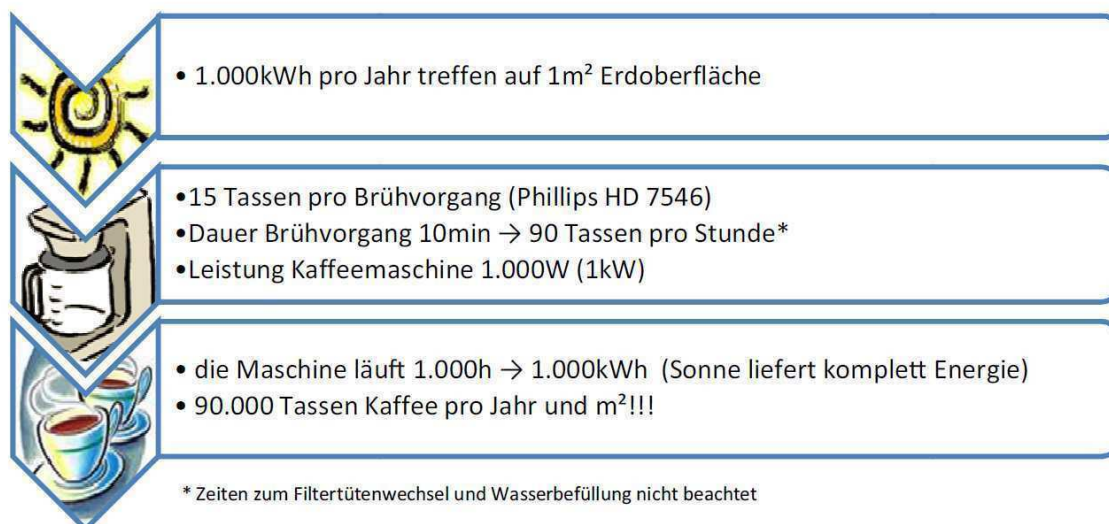 • 1.000kWh pro Jahr treffen auf 1m² Erdoberfläche
•15 Tassen pro Brühvorgang (Phillips HD 7546)
•Dauer Brühvorgang 10min → 90 Tassen pro Stunde*
•Leistung Kaffeemaschine 1.000W (1kW)
• die Maschine läuft 1.000h → 1.000kWh (Sonne liefert komplett Energie)
• 90.000 Tassen Kaffee pro Jahr und m²!!!
* Zeiten zum Filtertütenwechsel und Wasserbefüllung nicht beachtet